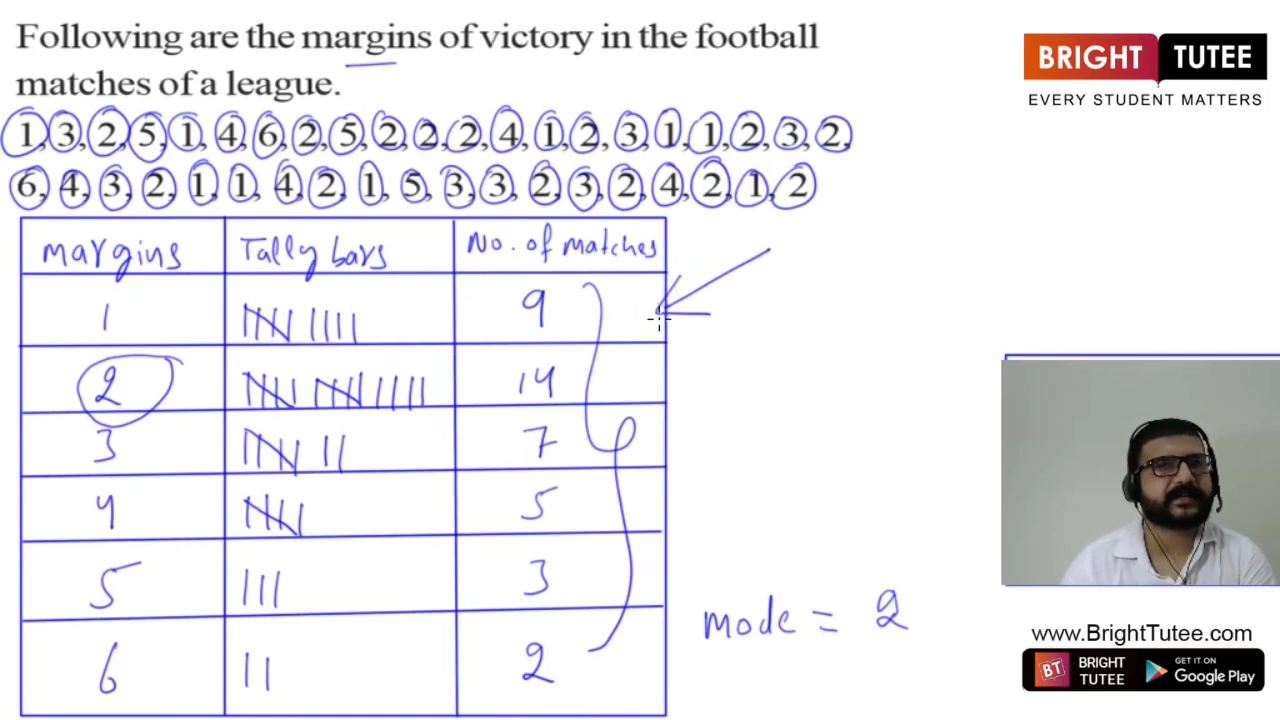 Following are the margins of victory in the football
matches of a league.
1, 3, 2, 5, 1, 4, 6, 2, 5, 2, 2, 2, 4, 1, 2, 3, 1, 1, 2, 3, 2,
6, 4, 3, 2, 1, 1, 4, 2, 1, 5, 3, 3, 2, 3, 2, 4, 2, 1, 2
margins Tally bars No. of matches
1 9
2 14
3 7
4 5
5 3
6 2
mode = 2
BRIGHT TUTEE
EVERY STUDENT MATTERS
www.BrightTutee.com
BT BRIGHT TUTEE GET IT ON Google Play